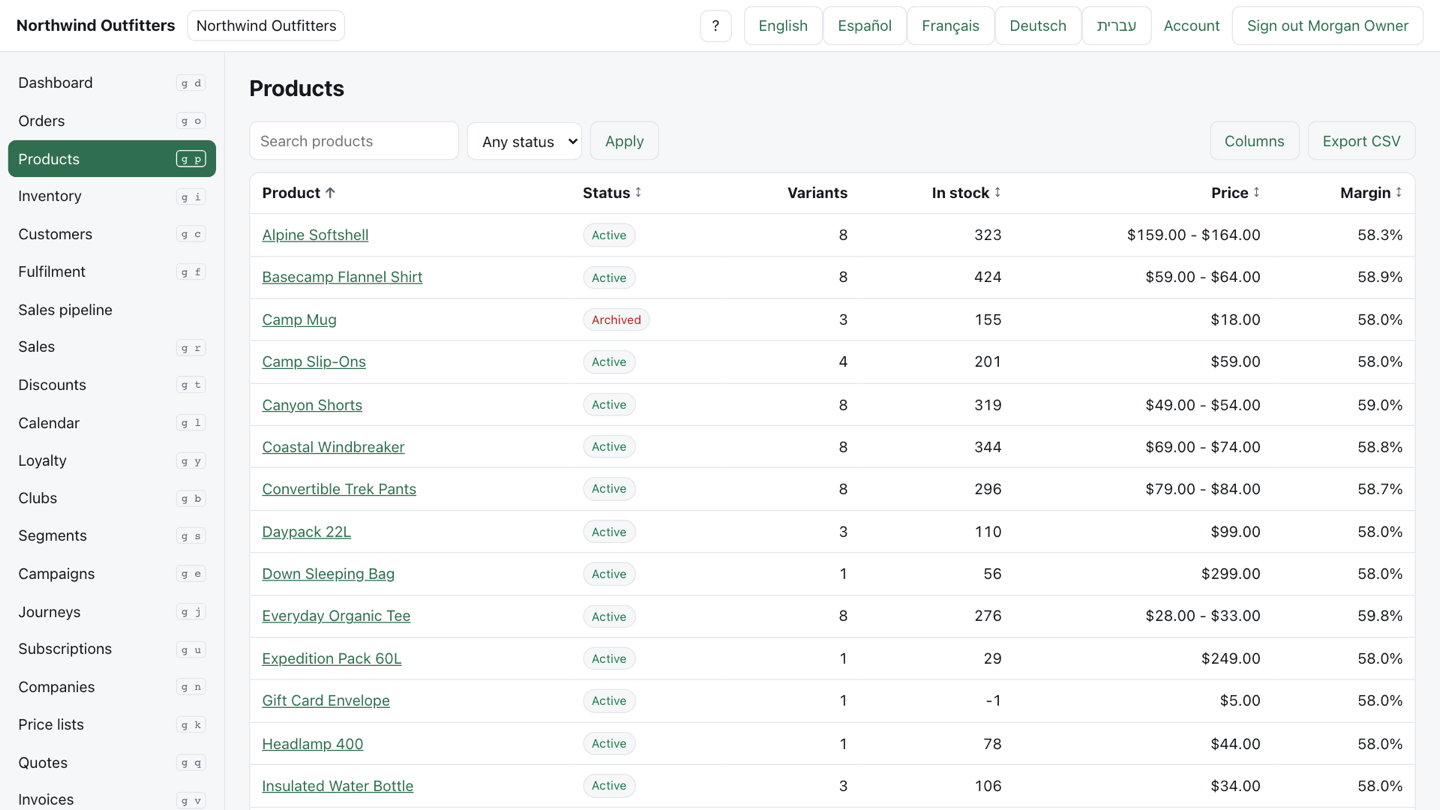 Northwind Outfitters Northwind Outfitters ? English Español Français Deutsch עברית Account Sign out Morgan Owner
Dashboard g d
Orders g o
Products g p
Inventory g i
Customers g c
Fulfilment g f
Sales pipeline
Sales g r
Discounts g t
Calendar g l
Loyalty g y
Clubs g b
Segments g s
Campaigns g e
Journeys g j
Subscriptions g u
Companies g n
Price lists g k
Quotes g q
Invoices g v
Products
Search products Any status Apply Columns Export CSV
Product ↑ Status ↕ Variants In stock ↕ Price ↕ Margin ↕
Alpine Softshell Active 8 323 $159.00 - $164.00 58.3%
Basecamp Flannel Shirt Active 8 424 $59.00 - $64.00 58.9%
Camp Mug Archived 3 155 $18.00 58.0%
Camp Slip-Ons Active 4 201 $59.00 58.0%
Canyon Shorts Active 8 319 $49.00 - $54.00 59.0%
Coastal Windbreaker Active 8 344 $69.00 - $74.00 58.8%
Convertible Trek Pants Active 8 296 $79.00 - $84.00 58.7%
Daypack 22L Active 3 110 $99.00 58.0%
Down Sleeping Bag Active 1 56 $299.00 58.0%
Everyday Organic Tee Active 8 276 $28.00 - $33.00 59.8%
Expedition Pack 60L Active 1 29 $249.00 58.0%
Gift Card Envelope Active 1 -1 $5.00 58.0%
Headlamp 400 Active 1 78 $44.00 58.0%
Insulated Water Bottle Active 3 106 $34.00 58.0%